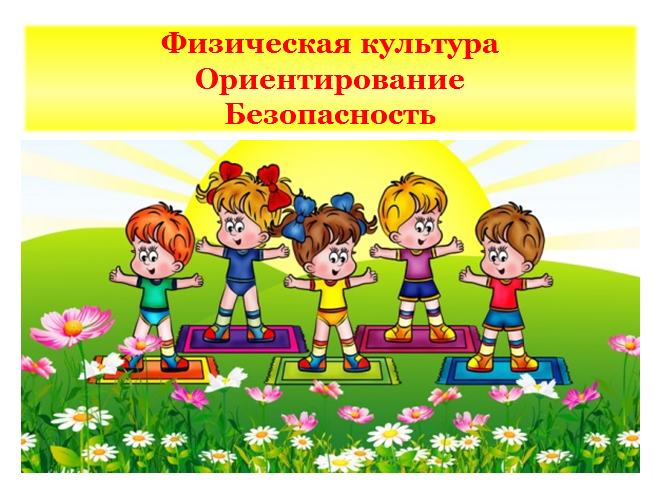 Физическая культура
Ориентирование
Безопасность